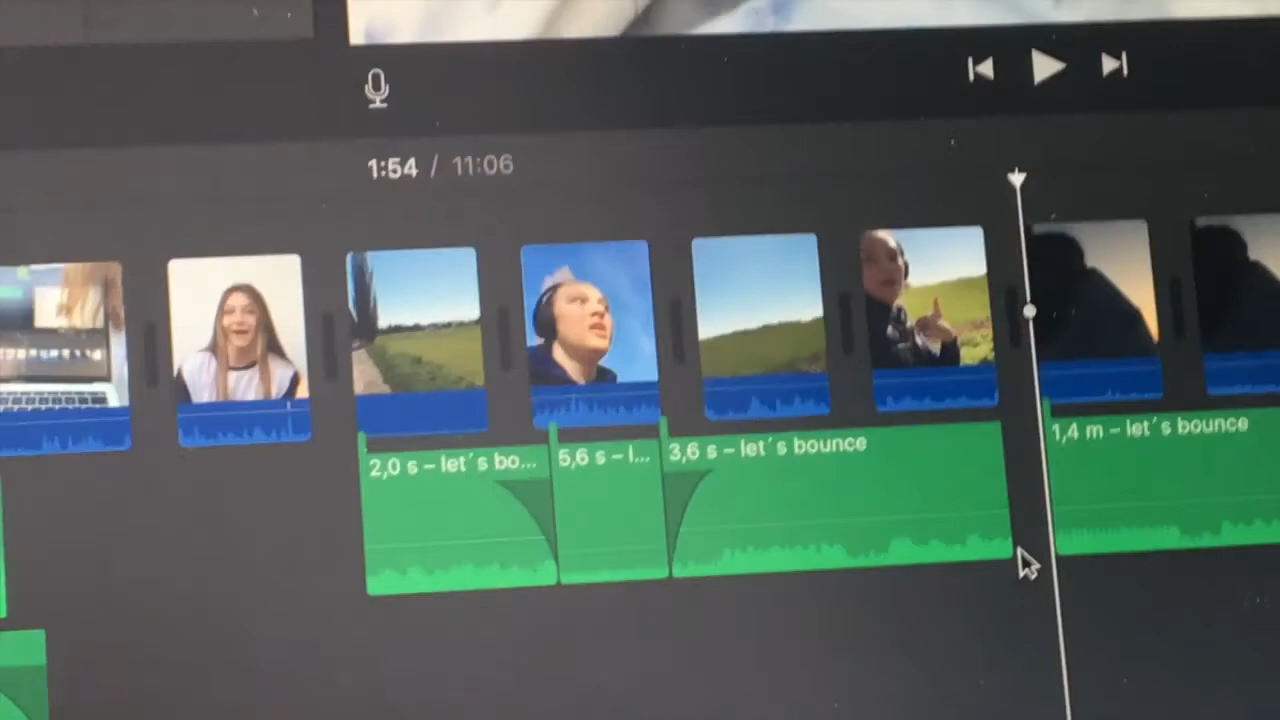 1:54 / 11:06
2,0 s – let´s bo...
5,6 s – l...
3,6 s – let´s bounce
1,4 m – let´s bounce